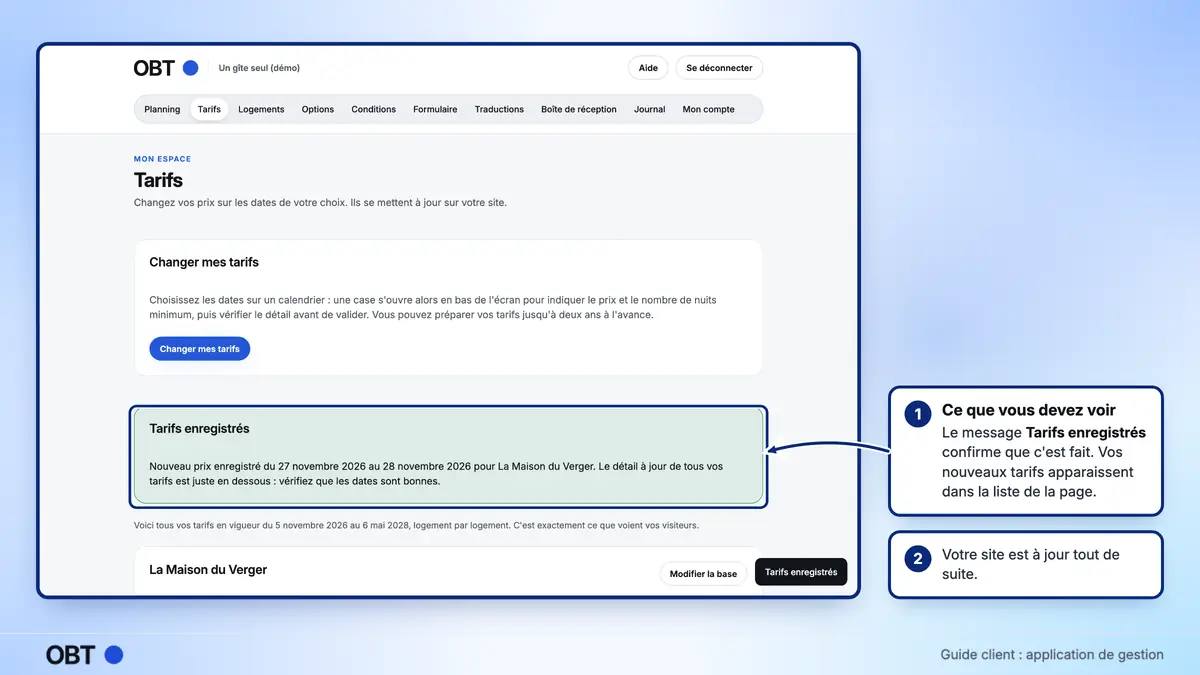 OBT
Un gîte seul (démo)
Aide
Se déconnecter
Planning
Tarifs
Logements
Options
Conditions
Formulaire
Traductions
Boîte de réception
Journal
Mon compte
MON ESPACE
Tarifs
Changez vos prix sur les dates de votre choix. Ils se mettent à jour sur votre site.
Changer mes tarifs
Choisissez les dates sur un calendrier : une case s'ouvre alors en bas de l'écran pour indiquer le prix et le nombre de nuits
minimum, puis vérifier le détail avant de valider. Vous pouvez préparer vos tarifs jusqu'à deux ans à l'avance.
Changer mes tarifs
Tarifs enregistrés
Nouveau prix enregistré du 27 novembre 2026 au 28 novembre 2026 pour La Maison du Verger. Le détail à jour de tous vos
tarifs est juste en dessous : vérifiez que les dates sont bonnes.
Voici tous vos tarifs en vigueur du 5 novembre 2026 au 6 mai 2028, logement par logement. C'est exactement ce que voient vos visiteurs.
La Maison du Verger
Modifier la base
Tarifs enregistrés
1
Ce que vous devez voir
Le message Tarifs enregistrés
confirme que c'est fait. Vos
nouveaux tarifs apparaissent
dans la liste de la page.
2
Votre site est à jour tout de
suite.
OBT
Guide client : application de gestion